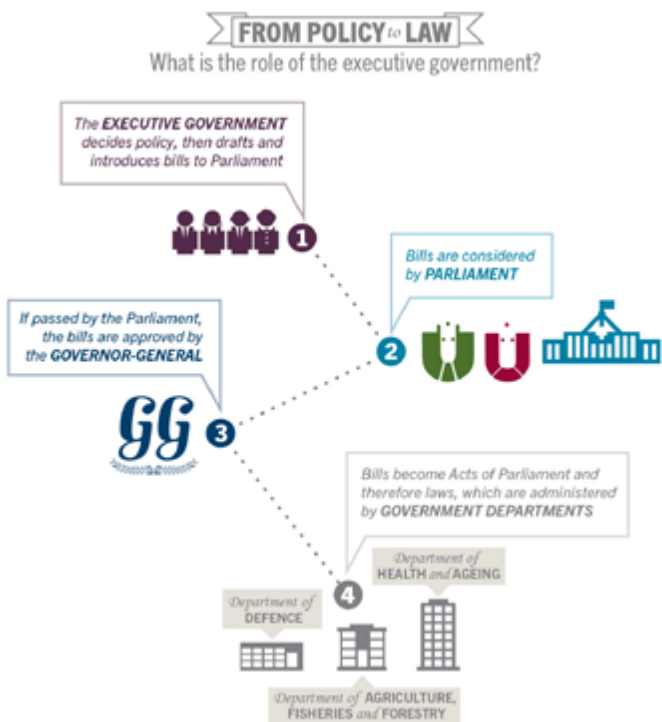 FROM POLICY to LAW
What is the role of the executive government?
The EXECUTIVE GOVERNMENT
decides policy, then drafts and
introduces bills to Parliament
1
Bills are considered
by PARLIAMENT
2
If passed by the Parliament,
the bills are approved by
the GOVERNOR-GENERAL
GG
3
Bills become Acts of Parliament and
therefore laws, which are administered
by GOVERNMENT DEPARTMENTS
4
Department of
HEALTH and AGEING
Department of
DEFENCE
Department of AGRICULTURE,
FISHERIES and FORESTRY